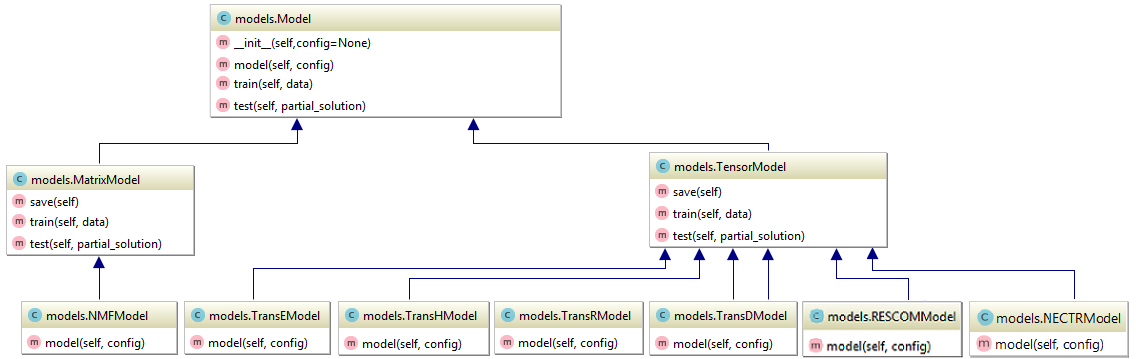 C models.Model
m __init__(self,config=None)
m model(self, config)
m train(self, data)
m test(self, partial_solution)
C models.MatrixModel
m save(self)
m train(self, data)
m test(self, partial_solution)
C models.TensorModel
m save(self)
m train(self, data)
m test(self, partial_solution)
C models.NMFModel
m model(self, config)
C models.TransEModel
m model(self, config)
C models.TransHModel
m model(self, config)
C models.TransRModel
m model(self, config)
C models.TransDModel
m model(self, config)
C models.RESCOMModel
m model(self, config)
C models.NECTRModel
m model(self, config)